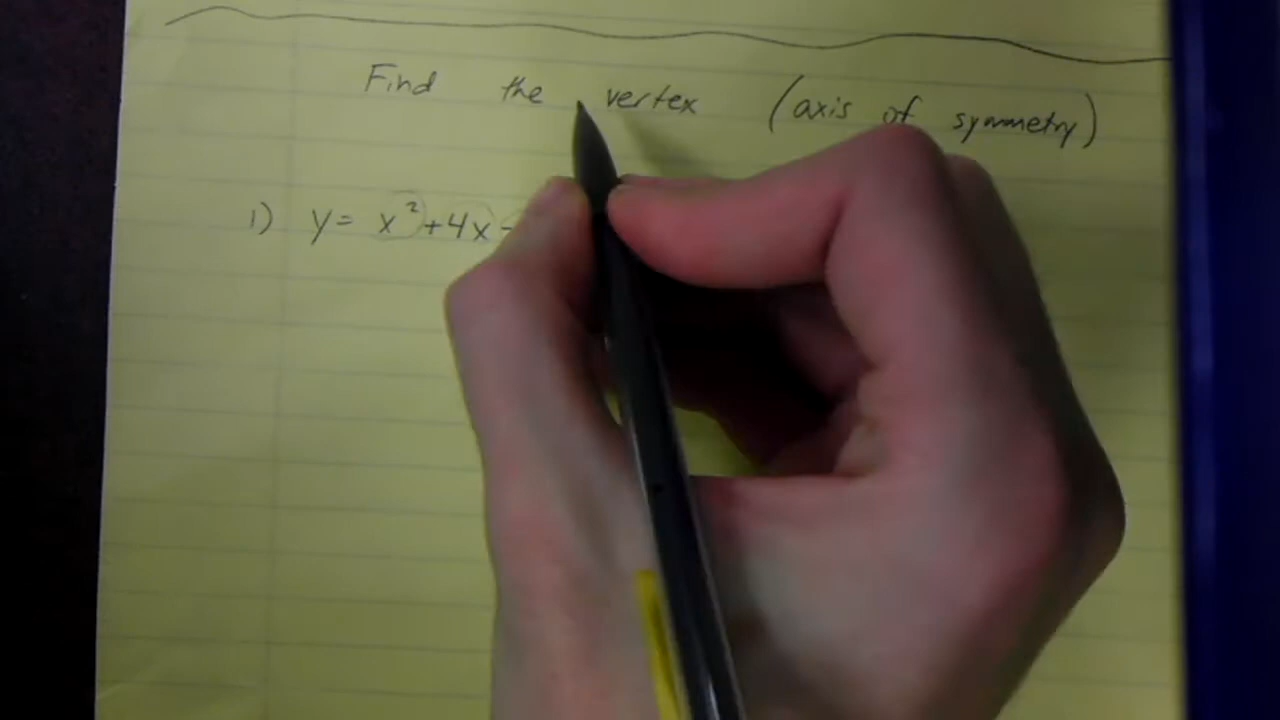 Find the vertex (axis of symmetry)
1) y= x²+4x-